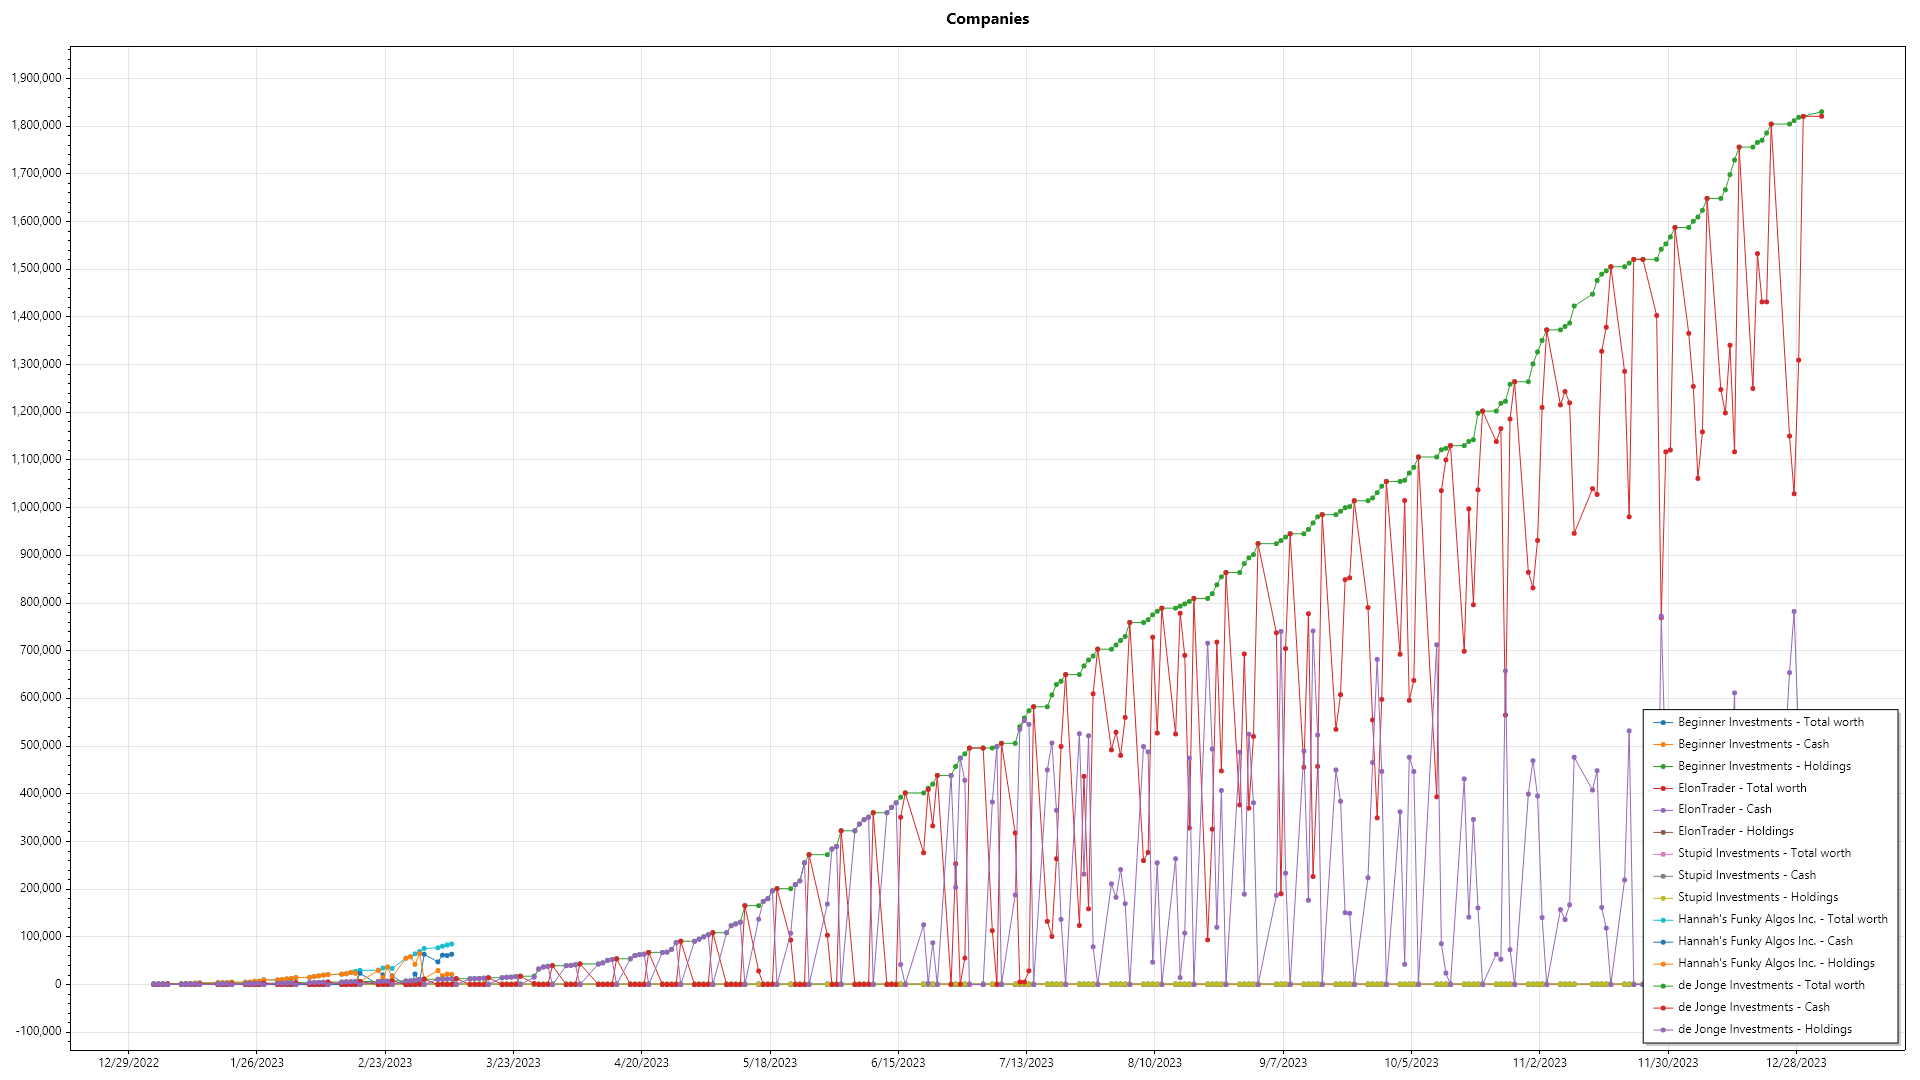 Companies
1,900,000
1,800,000
1,700,000
1,600,000
1,500,000
1,400,000
1,300,000
1,200,000
1,100,000
1,000,000
900,000
800,000
700,000
600,000
500,000
400,000
300,000
200,000
100,000
0
-100,000
12/29/2022
1/26/2023
2/23/2023
3/23/2023
4/20/2023
5/18/2023
6/15/2023
7/13/2023
8/10/2023
9/7/2023
10/5/2023
11/2/2023
11/30/2023
12/28/2023
Beginner Investments - Total worth
Beginner Investments - Cash
Beginner Investments - Holdings
ElonTrader - Total worth
ElonTrader - Cash
ElonTrader - Holdings
Stupid Investments - Total worth
Stupid Investments - Cash
Stupid Investments - Holdings
Hannah's Funky Algos Inc. - Total worth
Hannah's Funky Algos Inc. - Cash
Hannah's Funky Algos Inc. - Holdings
de Jonge Investments - Total worth
de Jonge Investments - Cash
de Jonge Investments - Holdings